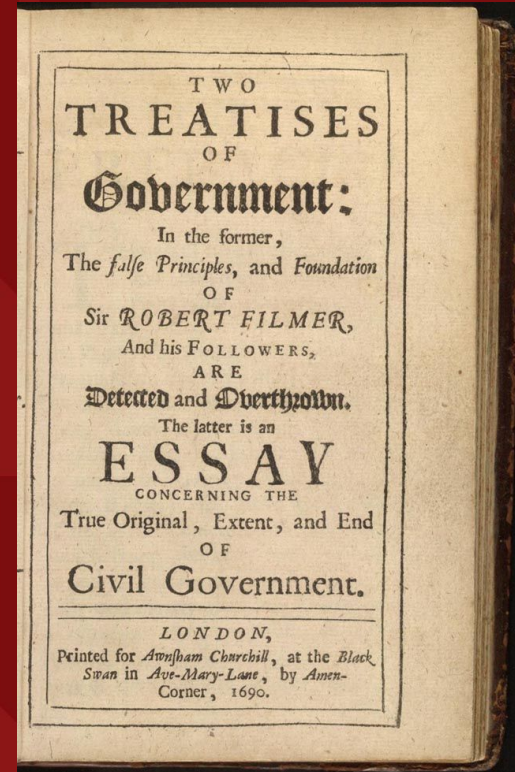 TWO
TREATISES
OF
Government:
In the former,
The false Principles, and Foundation
OF
Sir ROBERT FILMER,
And his FOLLOWERS,
ARE
Detected and Overthrown.
The latter is an
ESSAY
CONCERNING THE
True Original, Extent, and End
OF
Civil Government.
LONDON,
Printed for Awnsham Churchill, at the Black
Swan in Ave-Mary-Lane, by Amen-
Corner, 1690.